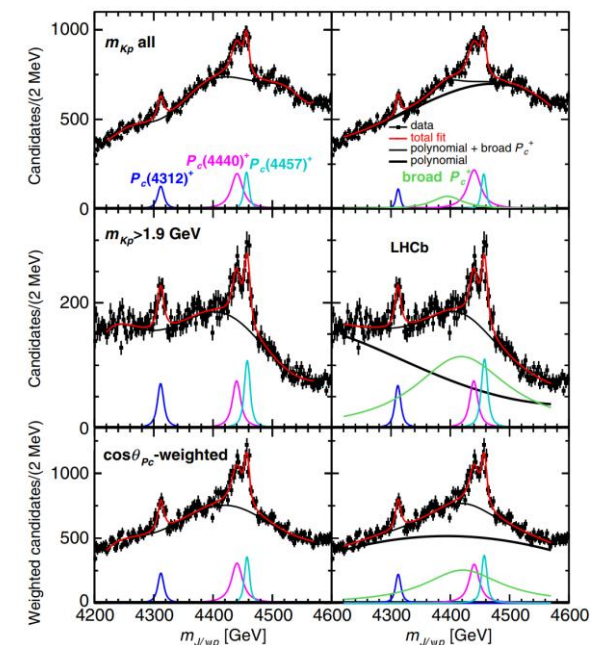 Candidates/(2 MeV)
1000
500
0
m_Kp all
P_c(4440)^+
P_c(4312)^+ P_c(4457)^+
data
total fit
polynomial + broad P_c^+
polynomial
broad P_c^+
Candidates/(2 MeV)
200
0
m_Kp>1.9 GeV
LHCb
Weighted candidates/(2 MeV)
1000
500
0
cosθ_Pc-weighted
4200 4300 4400 4500 4600
4300 4400 4500 4600
m_J/ψp [GeV]
m_J/ψp [GeV]